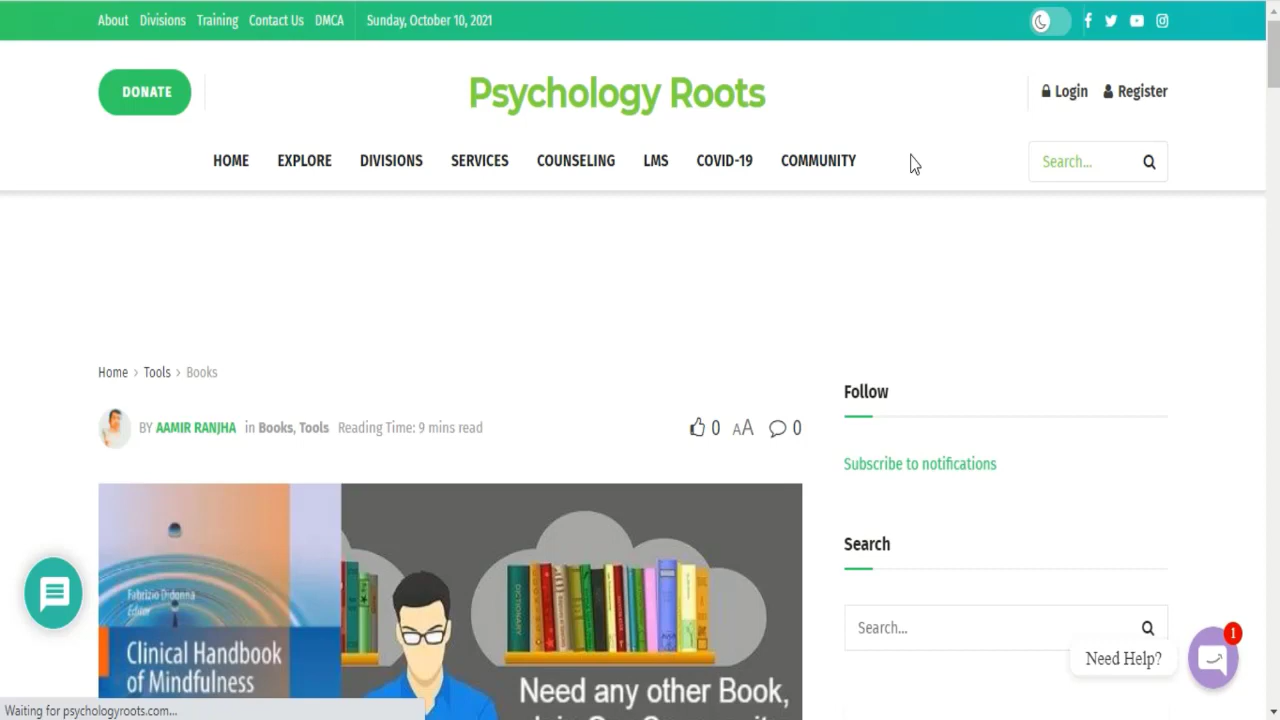 About Divisions Training Contact Us DMCA Sunday, October 10, 2021
DONATE
Psychology Roots
Login Register
HOME EXPLORE DIVISIONS SERVICES COUNSELING LMS COVID-19 COMMUNITY
Search...
Home > Tools > Books
BY AAMIR RANJHA in Books, Tools Reading Time: 9 mins read
0 AA 0
Follow
Subscribe to notifications
Search
Search...
Fabrizio Didonna
Editor
Clinical Handbook
of Mindfulness
DICTIONARY
Need any other Book,
Need Help?
1
Waiting for psychologyroots.com...